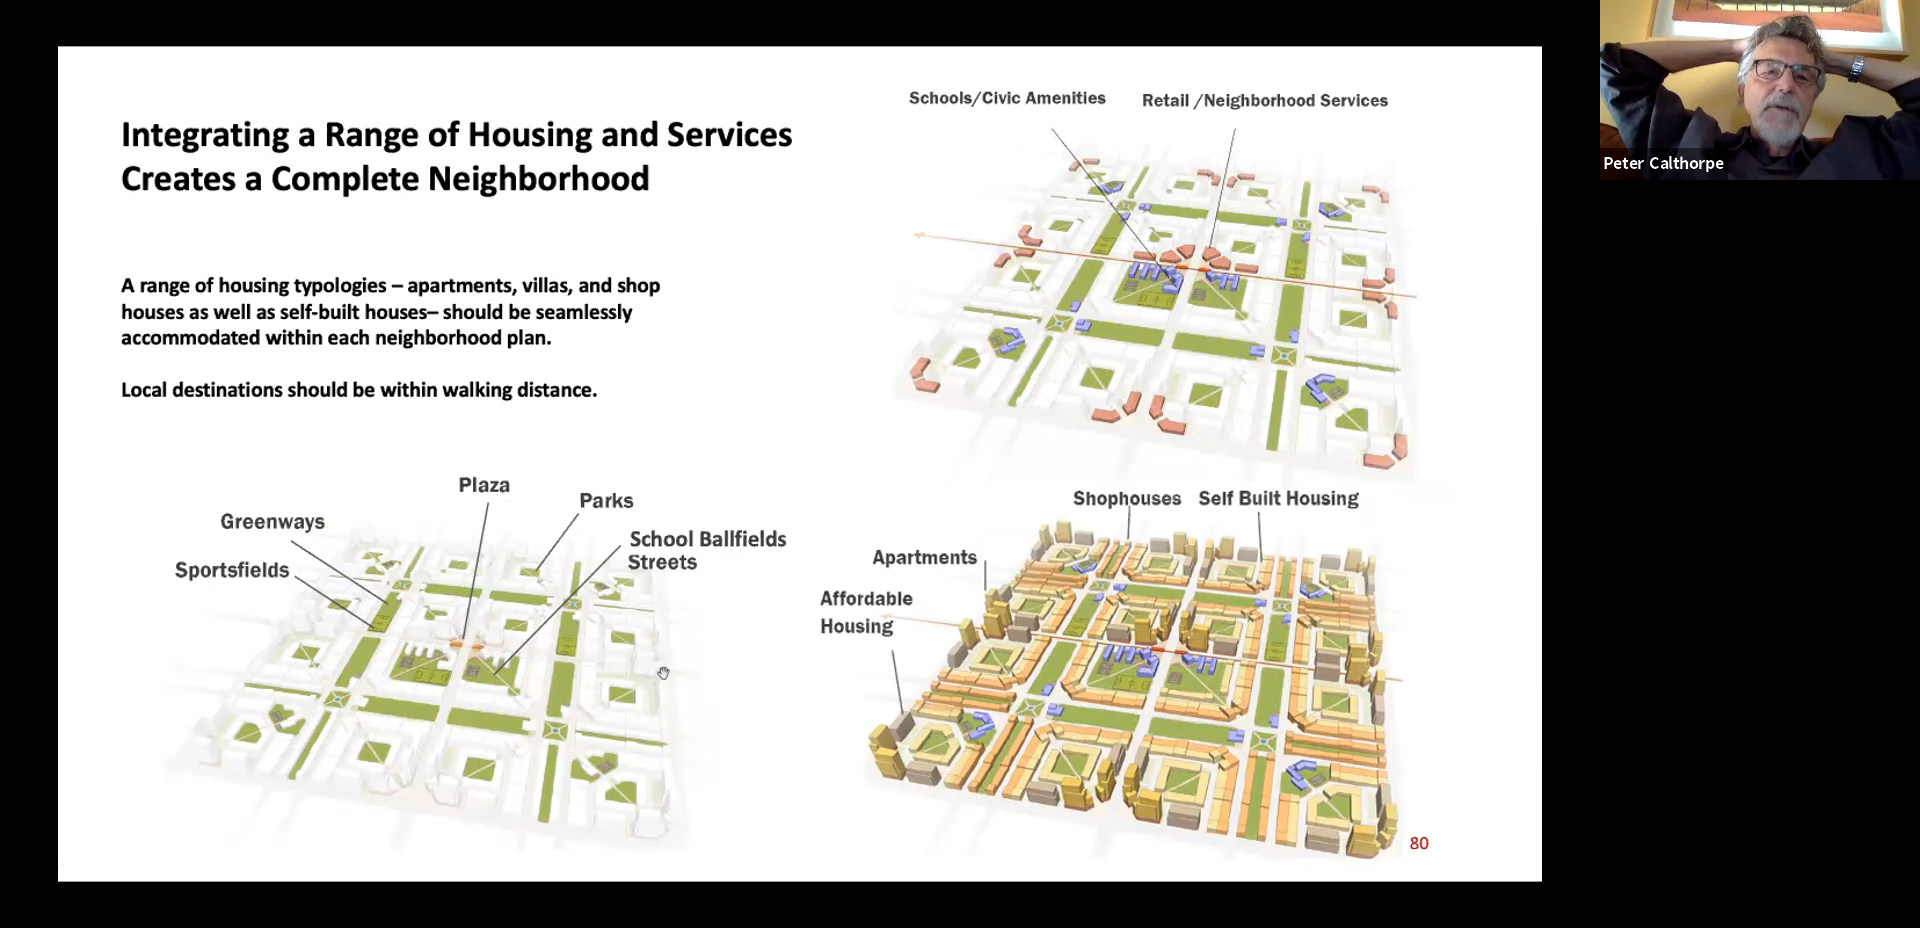 Integrating a Range of Housing and Services
Creates a Complete Neighborhood
A range of housing typologies – apartments, villas, and shop
houses as well as self-built houses– should be seamlessly
accommodated within each neighborhood plan.
Local destinations should be within walking distance.
Schools/Civic Amenities
Retail /Neighborhood Services
Plaza
Parks
Greenways
School Ballfields
Streets
Sportsfields
Shophouses
Self Built Housing
Apartments
Affordable
Housing
80
Peter Calthorpe